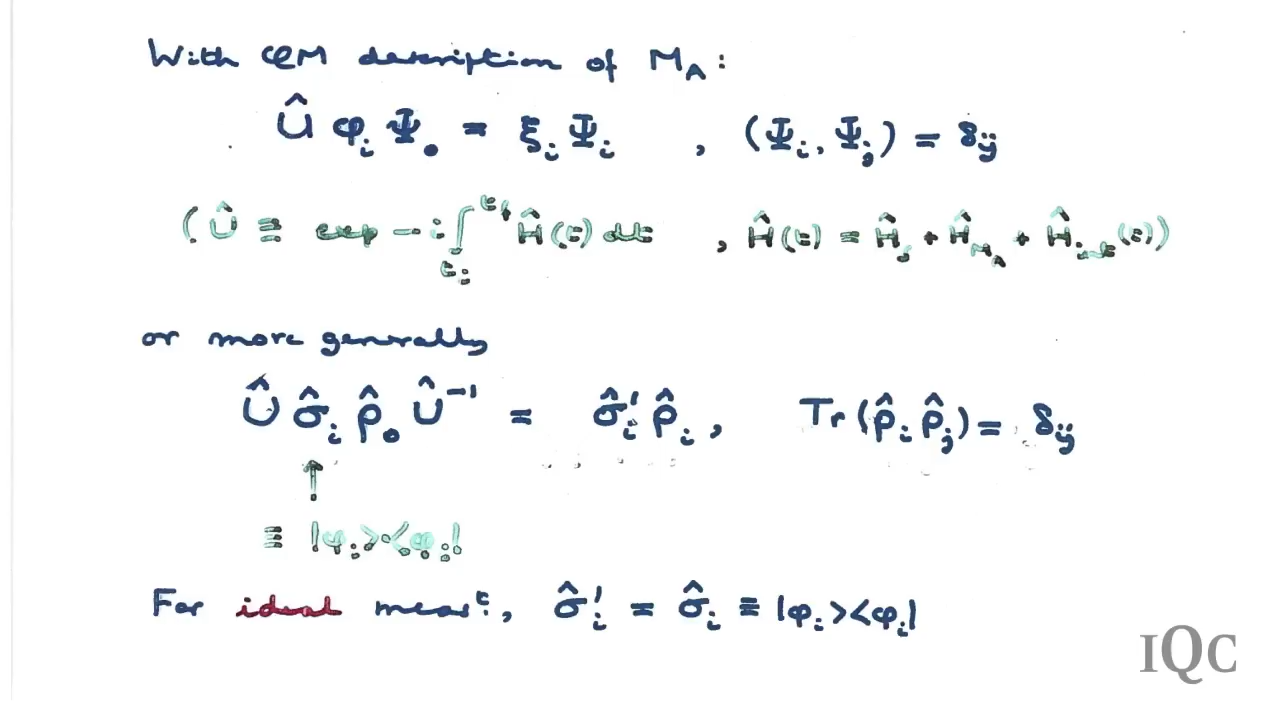 With QM description of M_A:
Û φ_i Ψ_o = ξ_i Ψ_i , (Ψ_i, Ψ_j) = δ_ij
(Û ≡ exp - i ∫_{t_i}^{t_f} Ĥ(t) dt , Ĥ(t) = Ĥ_s + Ĥ_{M_A} + Ĥ_int(t))
or more generally
Û σ̂_i ρ̂_o Û⁻¹ = σ̂'_i ρ̂_i , Tr(ρ̂_i ρ̂_j) = δ_ij
↑
≡ |φ_i><φ_i|
For ideal meas^t:, σ̂'_i = σ̂_i ≡ |φ_i><φ_i|
IQC